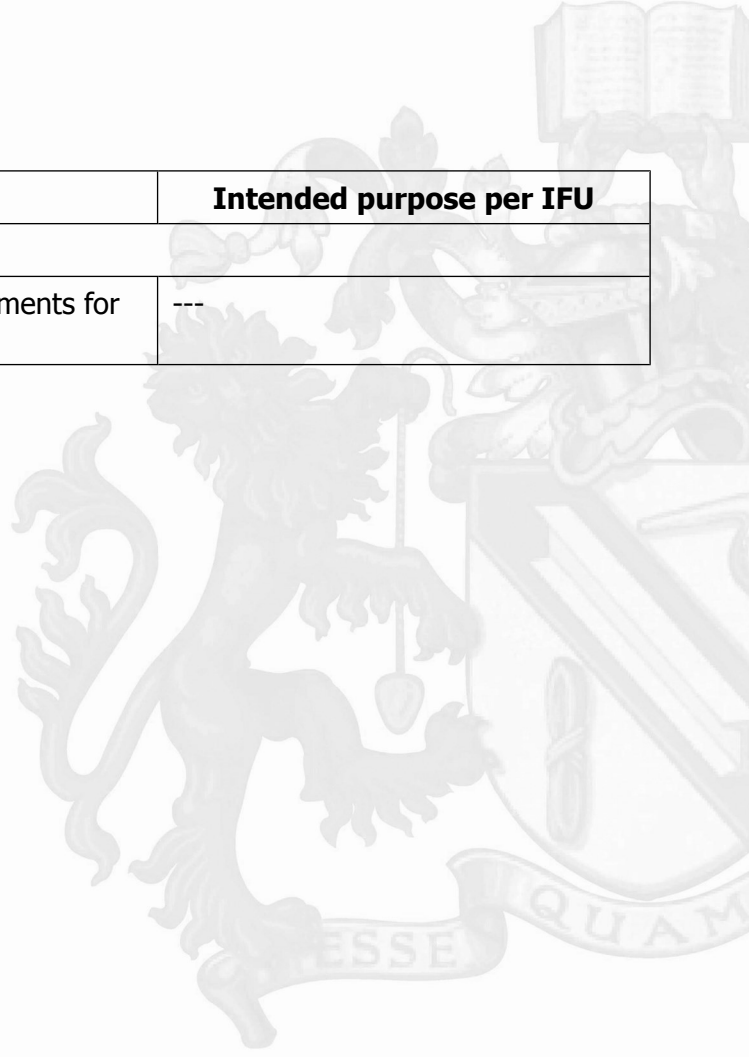 Intended purpose per IFU
ments for
---
ESSE
QUAM